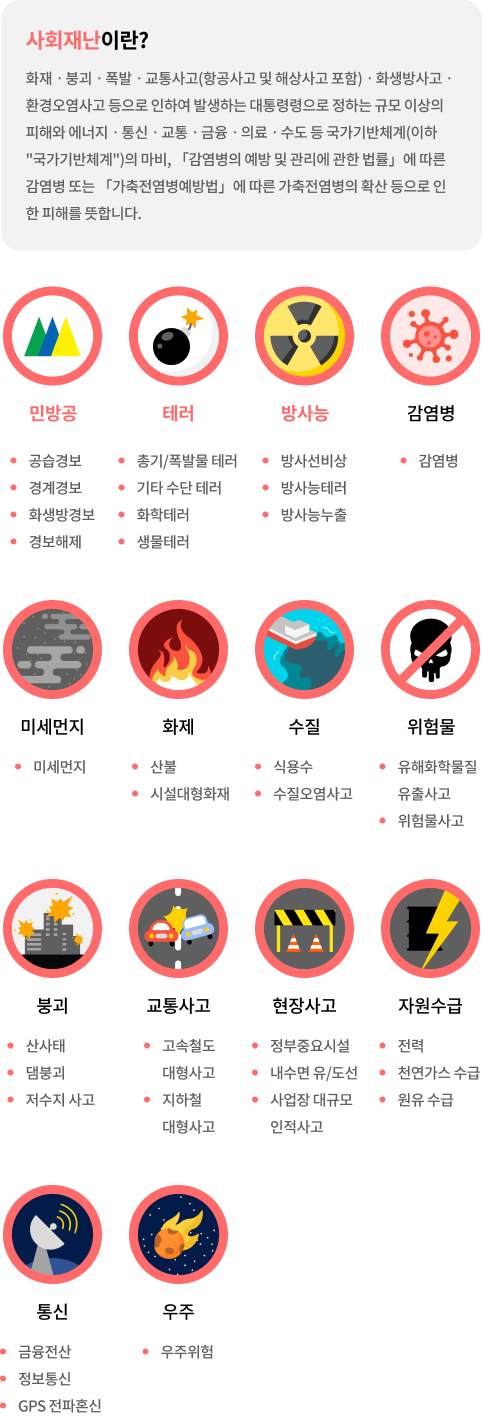 사회재난이란?
화재 · 붕괴 · 폭발 · 교통사고(항공사고 및 해상사고 포함) · 화생방사고 ·
환경오염사고 등으로 인하여 발생하는 대통령령으로 정하는 규모 이상의
피해와 에너지 · 통신 · 교통 · 금융 · 의료 · 수도 등 국가기반체계(이하
"국가기반체계")의 마비, 「감염병의 예방 및 관리에 관한 법률」에 따른
감염병 또는 「가축전염병예방법」에 따른 가축전염병의 확산 등으로 인
한 피해를 뜻합니다.
민방공
• 공습경보
• 경계경보
• 화생방경보
• 경보해제
테러
• 총기/폭발물 테러
• 기타 수단 테러
• 화학테러
• 생물테러
방사능
• 방사선비상
• 방사능테러
• 방사능누출
감염병
• 감염병
미세먼지
• 미세먼지
화제
• 산불
• 시설대형화재
수질
• 식용수
• 수질오염사고
위험물
• 유해화학물질
유출사고
• 위험물사고
붕괴
• 산사태
• 댐붕괴
• 저수지 사고
교통사고
• 고속철도
대형사고
• 지하철
대형사고
현장사고
• 정부중요시설
• 내수면 유/도선
• 사업장 대규모
인적사고
자원수급
• 전력
• 천연가스 수급
• 원유 수급
통신
• 금융전산
• 정보통신
• GPS 전파혼신
우주
• 우주위험